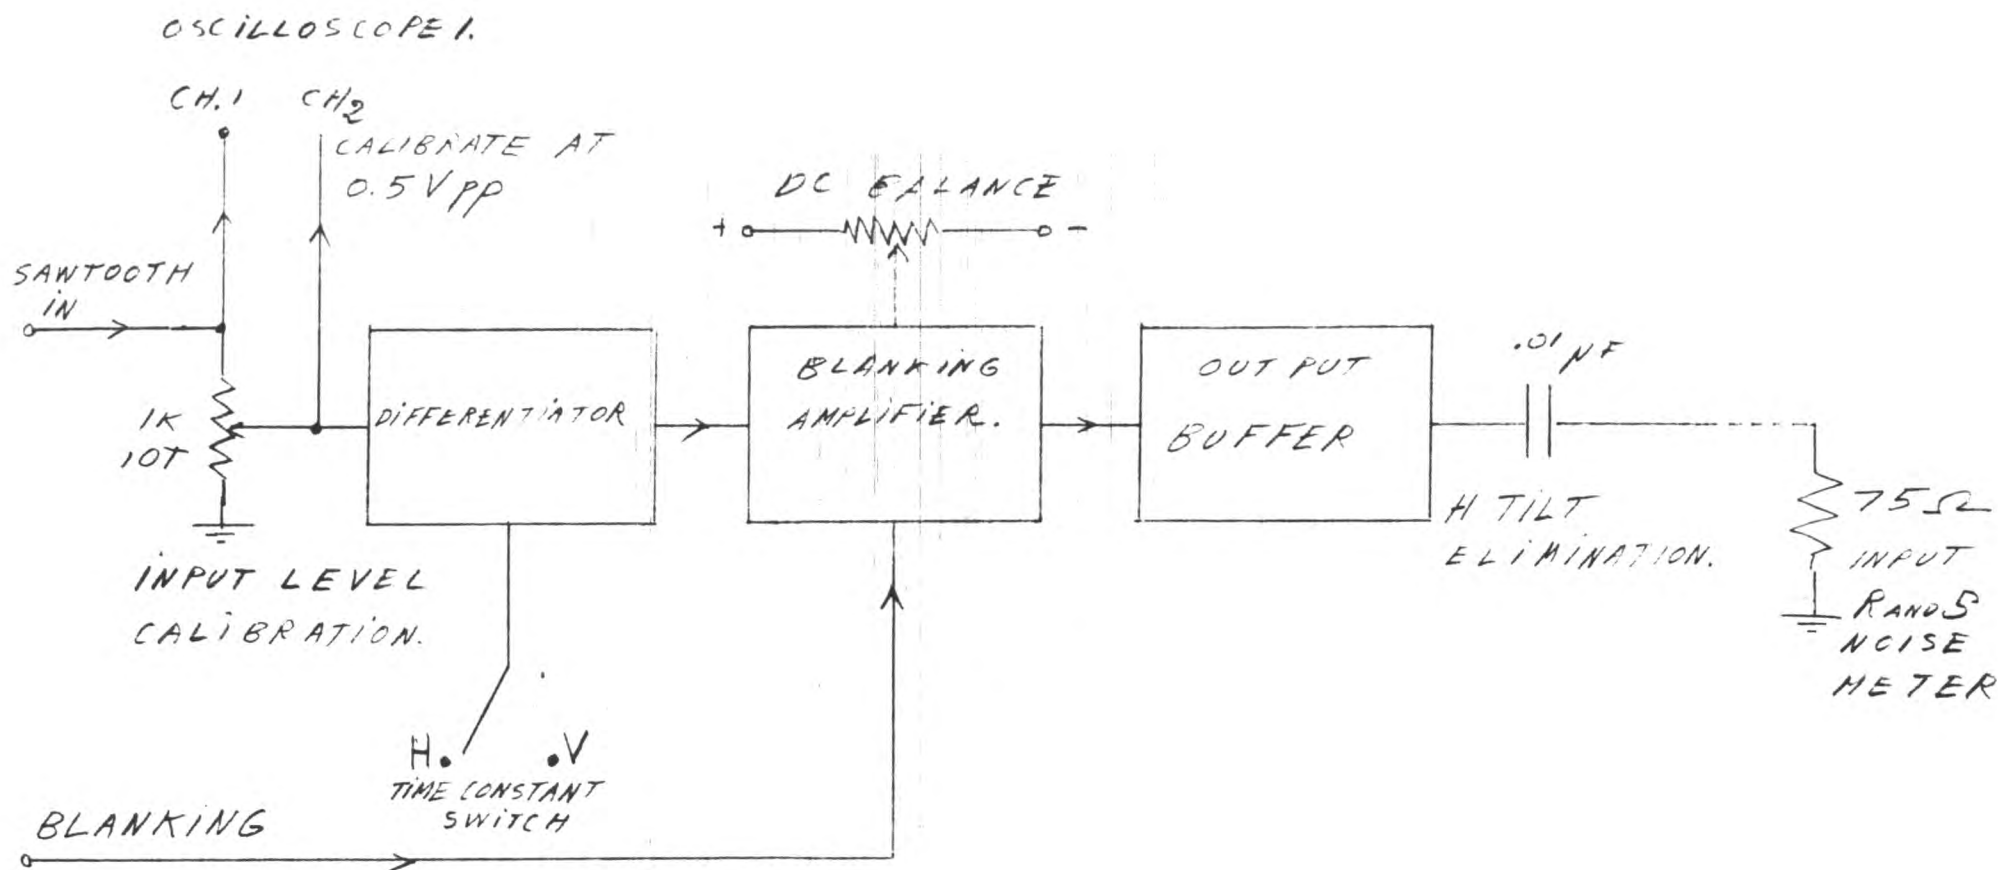 OSCILLOSCOPE 1.
CH.1
CH2
CALIBRATE AT
0.5 V pp
DC BALANCE
+
-
SAWTOOTH
IN
1K
10T
INPUT LEVEL
CALIBRATION.
DIFFERENTIATOR
BLANKING
AMPLIFIER.
OUTPUT
BUFFER
.01 µF
H TILT
ELIMINATION.
75Ω
INPUT
R AND S
NOISE
METER
H.
.V
TIME CONSTANT
SWITCH
BLANKING